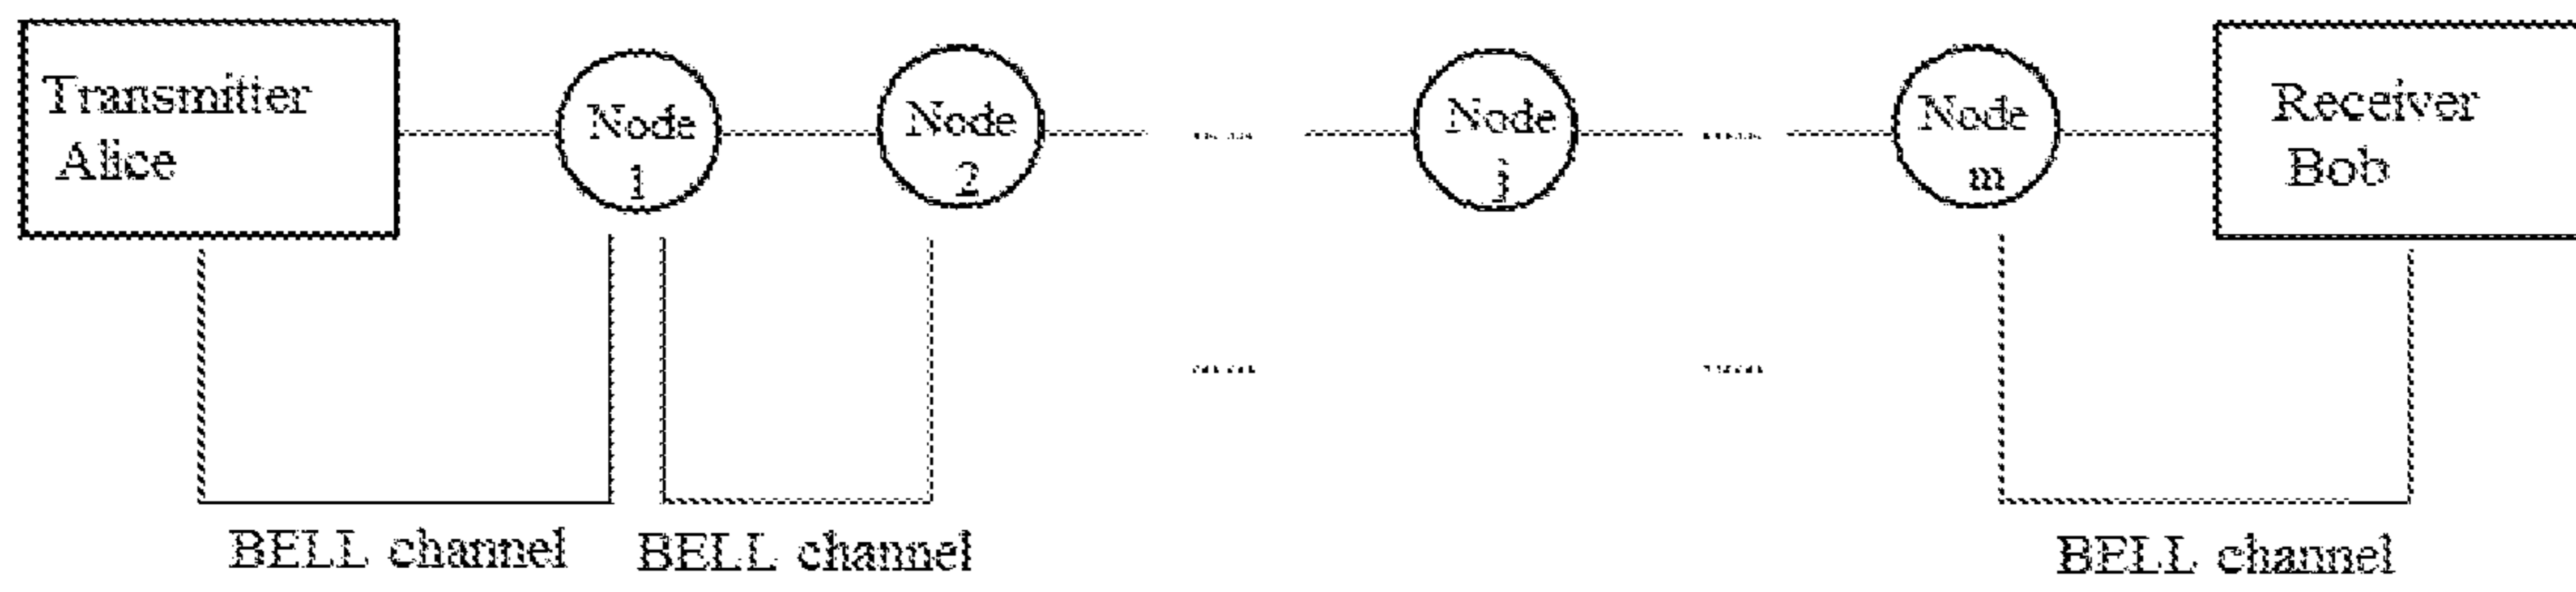 Transmitter
Alice
Node
1
Node
2
......
Node
j
......
Node
m
Receiver
Bob
......
......
BELL channel
BELL channel
BELL channel